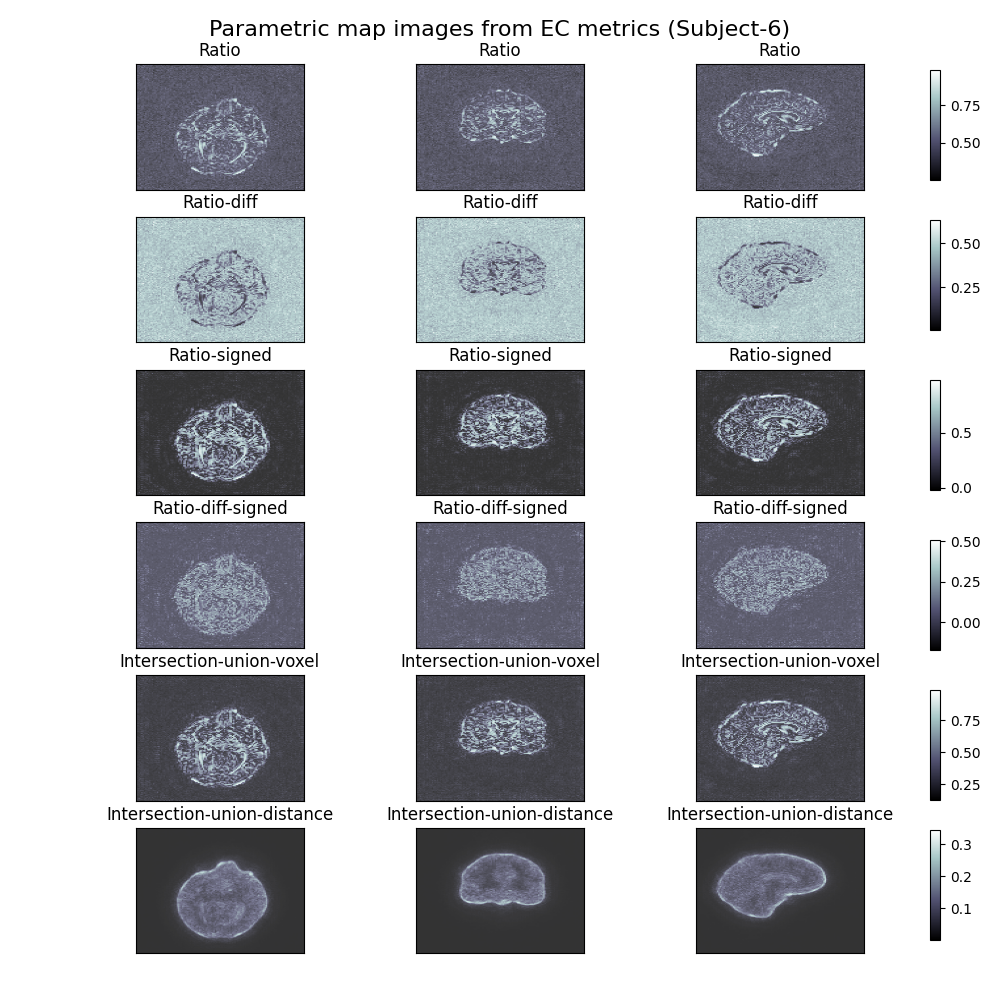 Parametric map images from EC metrics (Subject-6)
Ratio Ratio Ratio
0.75
0.50
Ratio-diff Ratio-diff Ratio-diff
0.50
0.25
Ratio-signed Ratio-signed Ratio-signed
0.5
0.0
Ratio-diff-signed Ratio-diff-signed Ratio-diff-signed
0.50
0.25
0.00
Intersection-union-voxel Intersection-union-voxel Intersection-union-voxel
0.75
0.50
0.25
Intersection-union-distance Intersection-union-distance Intersection-union-distance
0.3
0.2
0.1